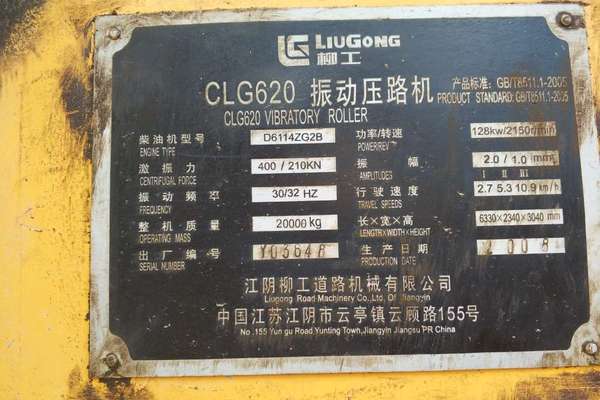 LG LIUGONG
柳工
CLG620 振动压路机 产品标准: GB/T8511.1-2005
CLG620 VIBRATORY ROLLER PRODUCT STANDARD: GB/T8511.1-2005
柴油机型号 D6114ZG2B 功率/转速 128kw/2150r/min
ENGINE TYPE POWER/REV
激振力 400/210KN 振幅 2.0/1.0 mm
CENTRIFUGAL FORCE AMPLITUDES
I II III
振动频率 30/32 HZ 行驶速度 2.7 5.3 10.9 km/h
FREQUENCY TRAVEL SPEEDS
整机质量 20000kg 长×宽×高 6330×2340×3040 mm
OPERATING MASS LENGTH×WIDTH×HEIGHT
出厂编号 生产日期
SERIAL NUMBER PRODUCTION DATE
江阴柳工道路机械有限公司
Liugong Road Machinery Co.,Ltd. Of Jiangyin
中国江苏江阴市云亭镇云顾路155号
No.155 Yun gu Road Yunting Town,Jiangyin Jiangsu PR China